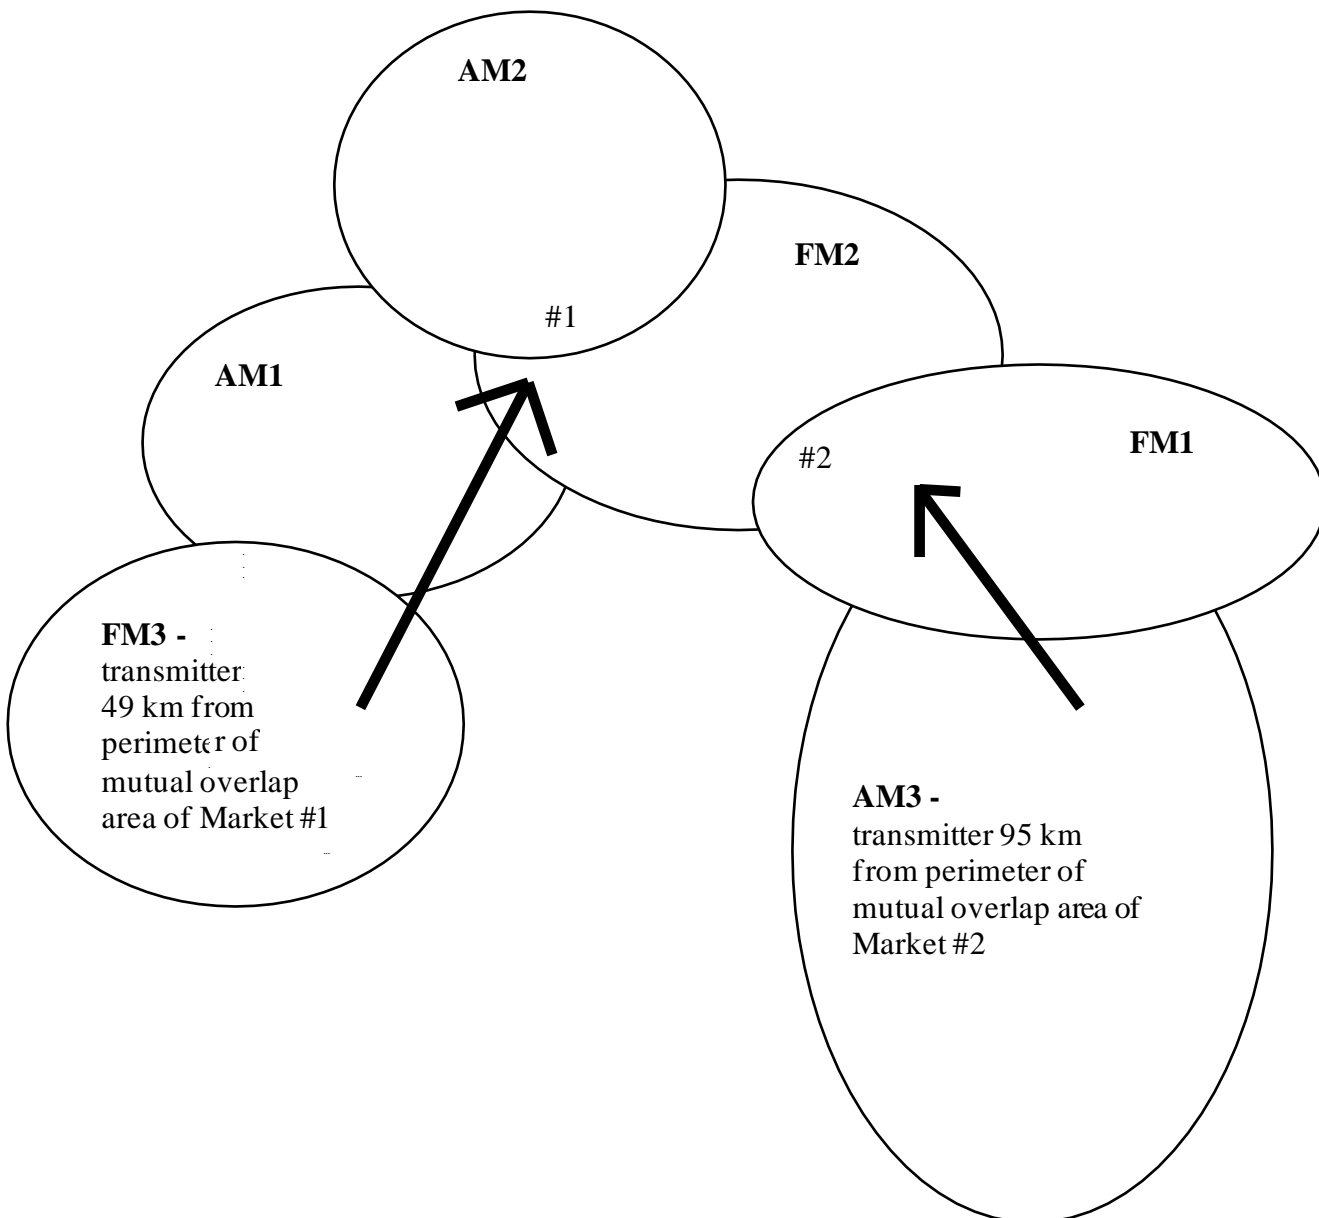 AM2
FM2
#1
AM1
FM1
#2
FM3 -
transmitter
49 km from
perimeter of
mutual overlap
area of Market #1
AM3 -
transmitter 95 km
from perimeter of
mutual overlap area of
Market #2